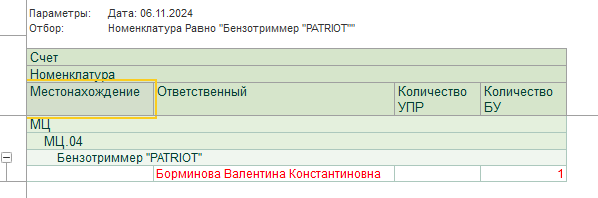 Параметры: Дата: 06.11.2024
Отбор: Номенклатура Равно "Бензотриммер "PATRIOT""
Счет
Номенклатура
Местонахождение Ответственный Количество УПР Количество БУ
МЦ
МЦ.04
Бензотриммер "PATRIOT"
Борминова Валентина Константиновна 1